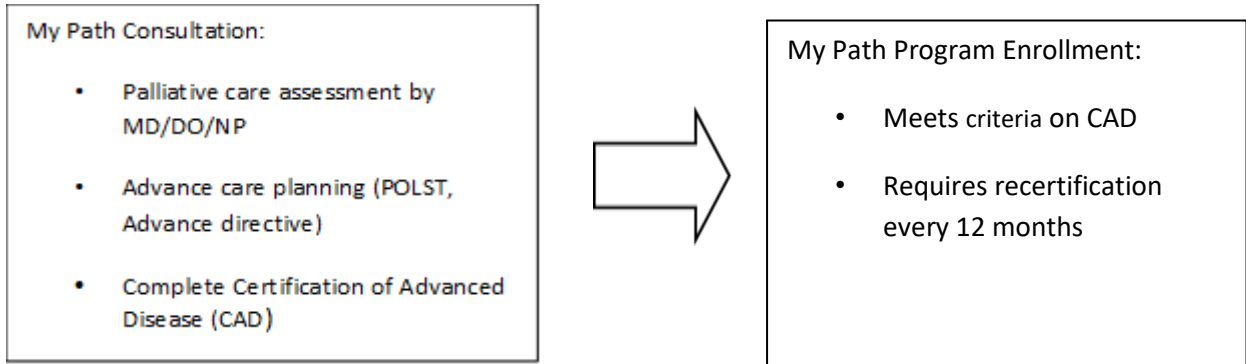 My Path Consultation:
• Palliative care assessment by
MD/DO/NP
• Advance care planning (POLST,
Advance directive)
• Complete Certification of Advanced
Disease (CAD)
My Path Program Enrollment:
• Meets criteria on CAD
• Requires recertification
every 12 months